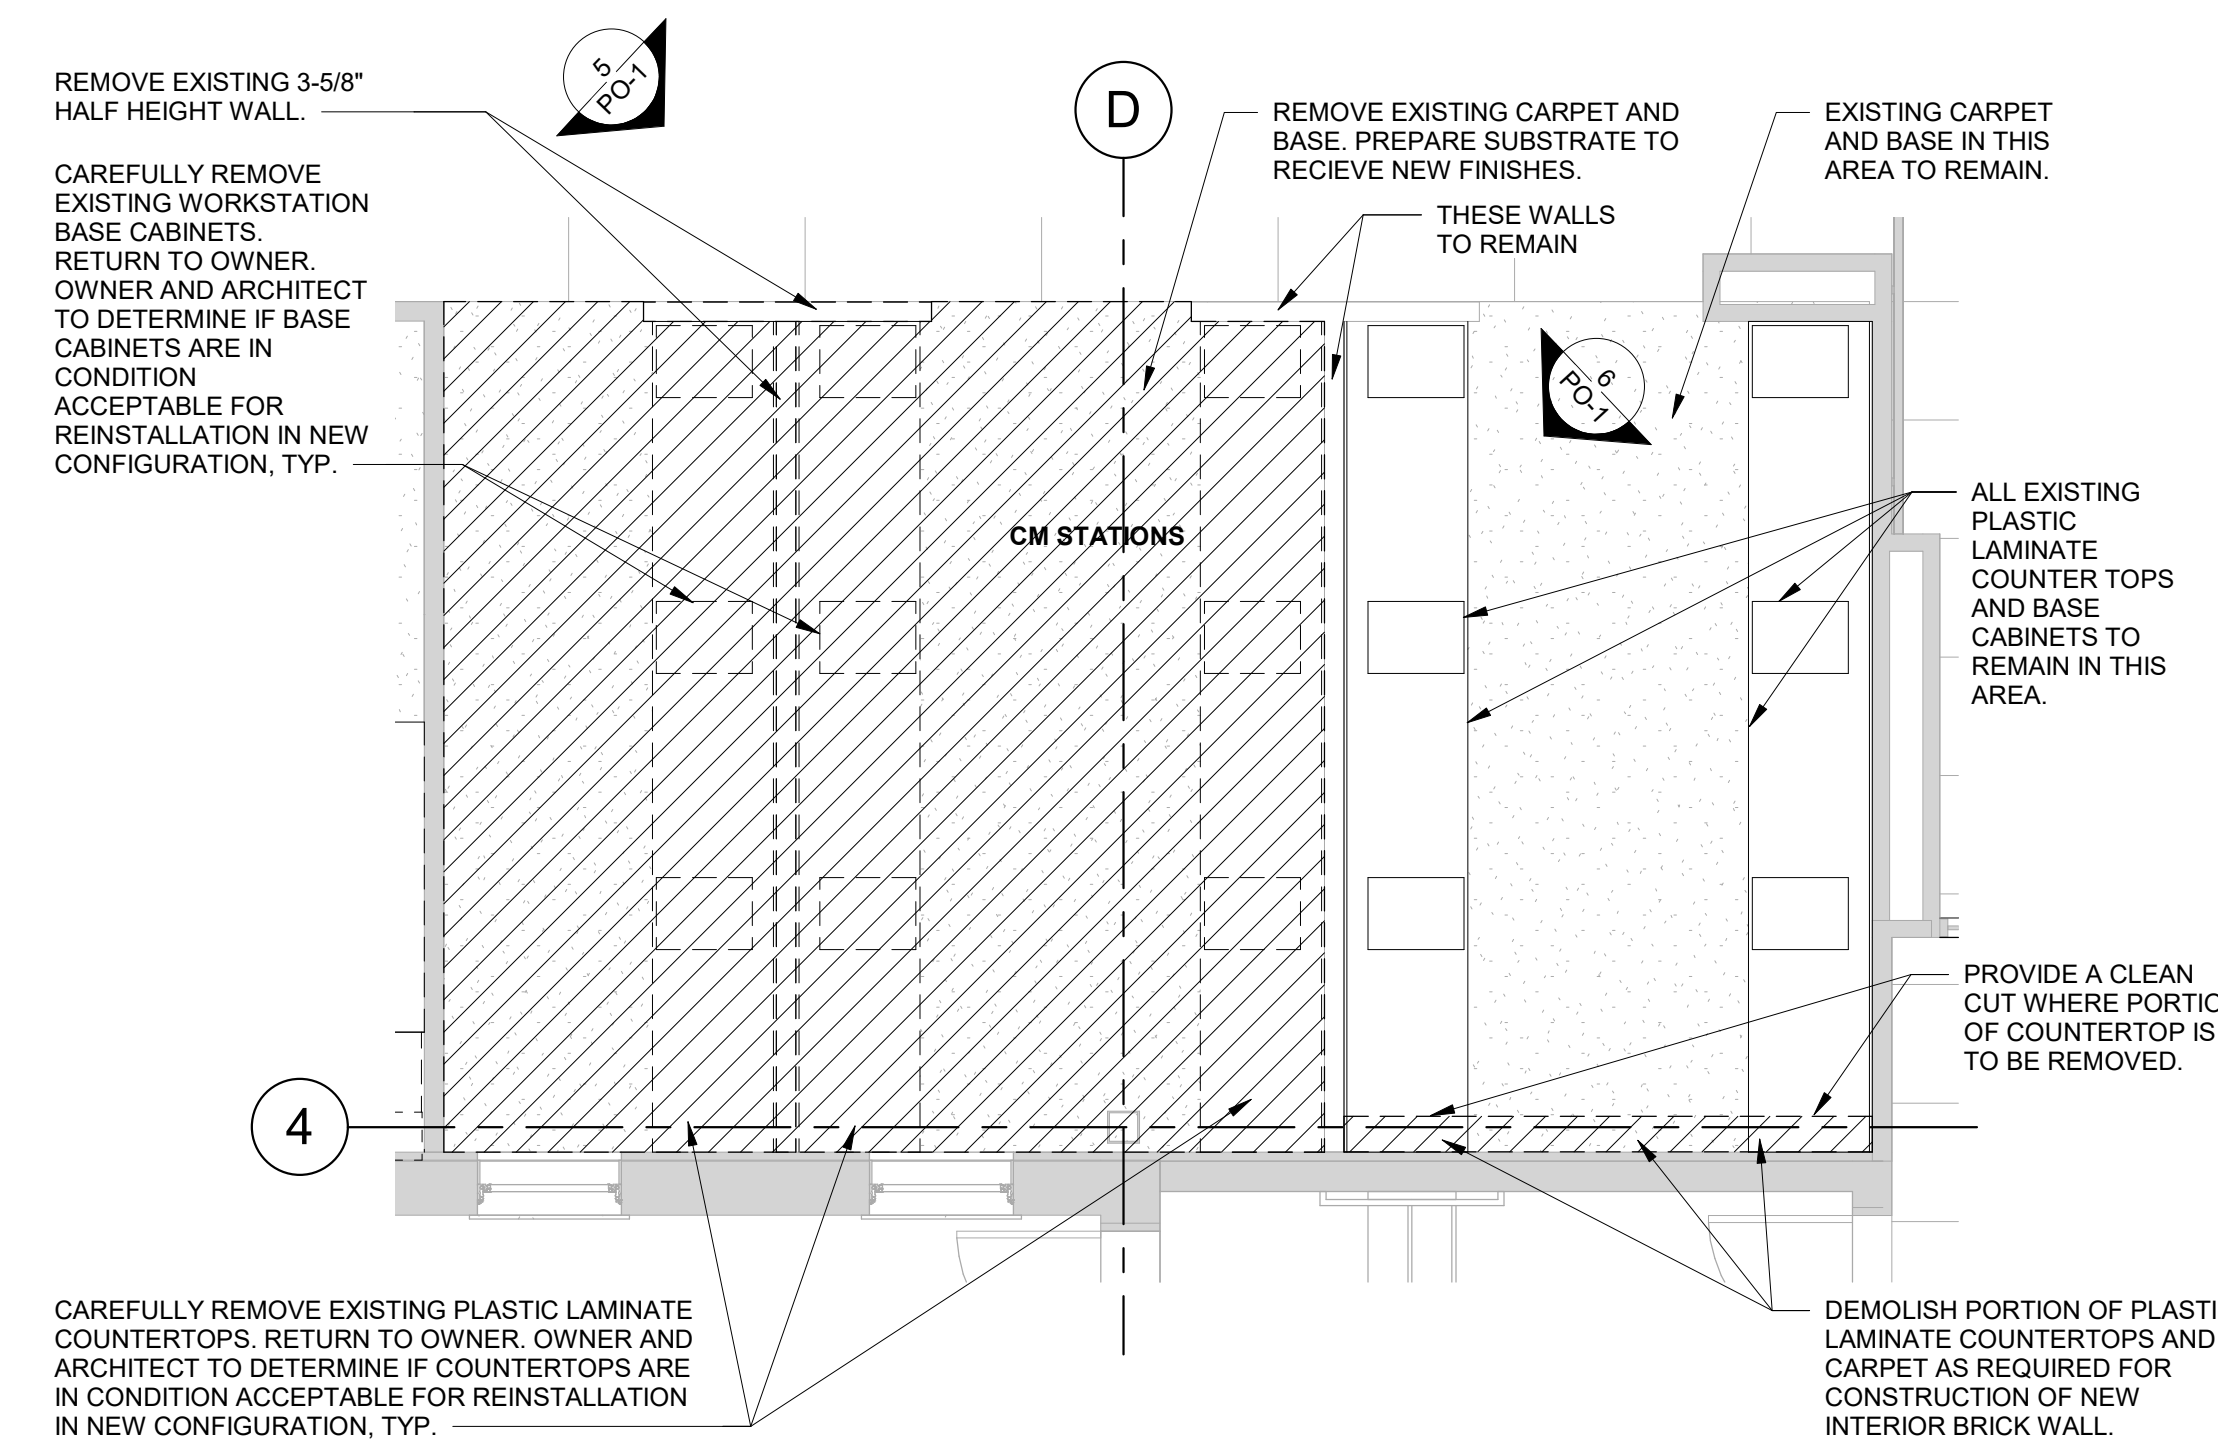 REMOVE EXISTING 3-5/8"
HALF HEIGHT WALL.
CAREFULLY REMOVE
EXISTING WORKSTATION
BASE CABINETS.
RETURN TO OWNER.
OWNER AND ARCHITECT
TO DETERMINE IF BASE
CABINETS ARE IN
CONDITION
ACCEPTABLE FOR
REINSTALLATION IN NEW
CONFIGURATION, TYP.
5
PO-1
D
REMOVE EXISTING CARPET AND
BASE. PREPARE SUBSTRATE TO
RECIEVE NEW FINISHES.
THESE WALLS
TO REMAIN
EXISTING CARPET
AND BASE IN THIS
AREA TO REMAIN.
6
PO-1
CM STATIONS
ALL EXISTING
PLASTIC
LAMINATE
COUNTER TOPS
AND BASE
CABINETS TO
REMAIN IN THIS
AREA.
PROVIDE A CLEAN
CUT WHERE
OF COUNTERTOP IS
TO BE REMOVED.
4
CAREFULLY REMOVE EXISTING PLASTIC LAMINATE
COUNTERTOPS. RETURN TO OWNER. OWNER AND
ARCHITECT TO DETERMINE IF COUNTERTOPS ARE
IN CONDITION ACCEPTABLE FOR REINSTALLATION
IN NEW CONFIGURATION, TYP.
DEMOLISH PORTION OF PLASTI
LAMINATE COUNTERTOPS AND
CARPET AS REQUIRED FOR
CONSTRUCTION OF NEW
INTERIOR BRICK WALL.